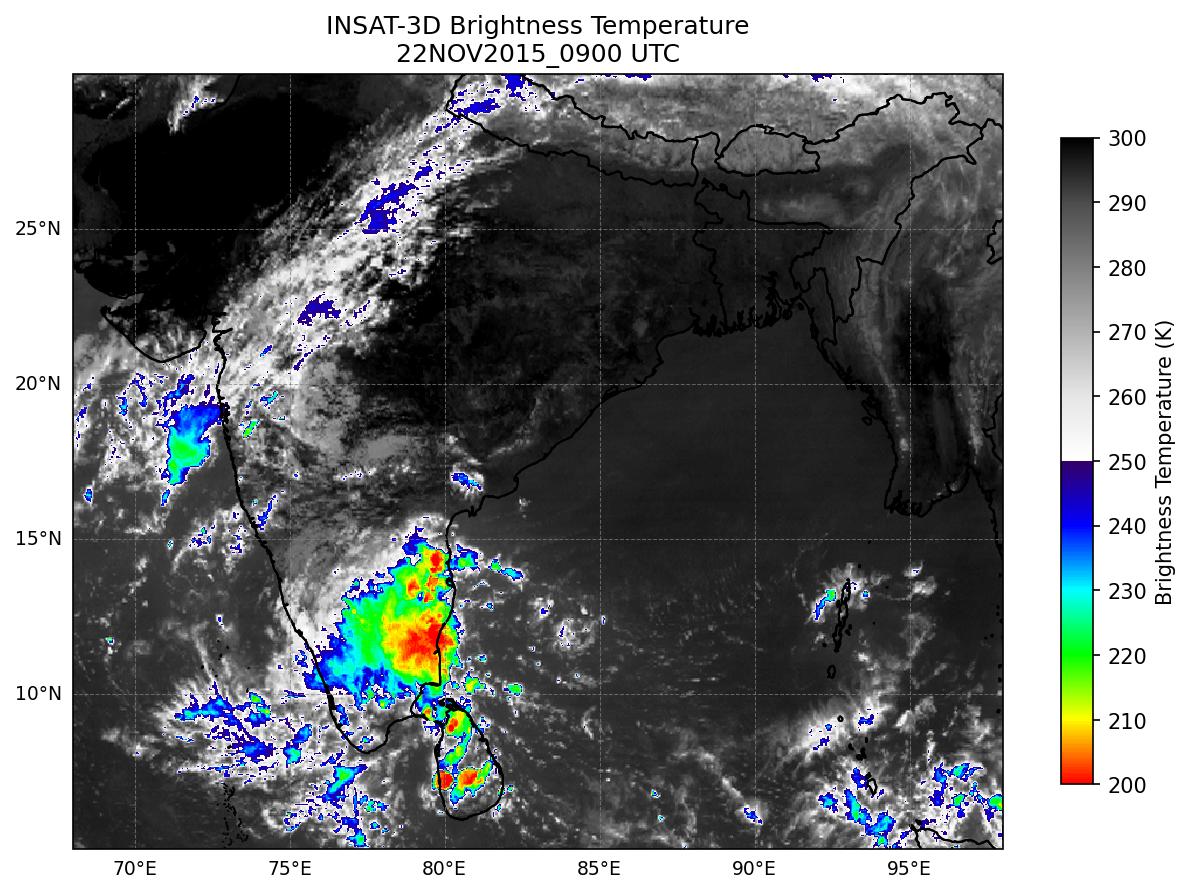 INSAT-3D Brightness Temperature
22NOV2015_0900 UTC
25°N
20°N
15°N
10°N
70°E
75°E
80°E
85°E
90°E
95°E
300
290
280
270
260
250
240
230
220
210
200
Brightness Temperature (K)